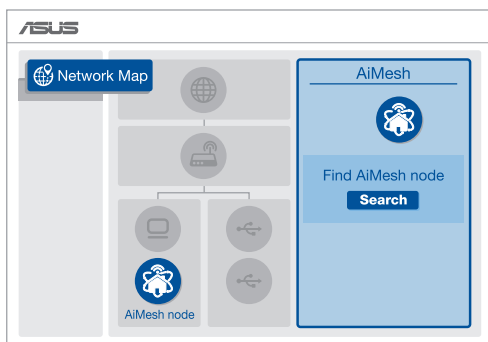 ASUS
Network Map
AiMesh
Find AiMesh node
Search
AiMesh node